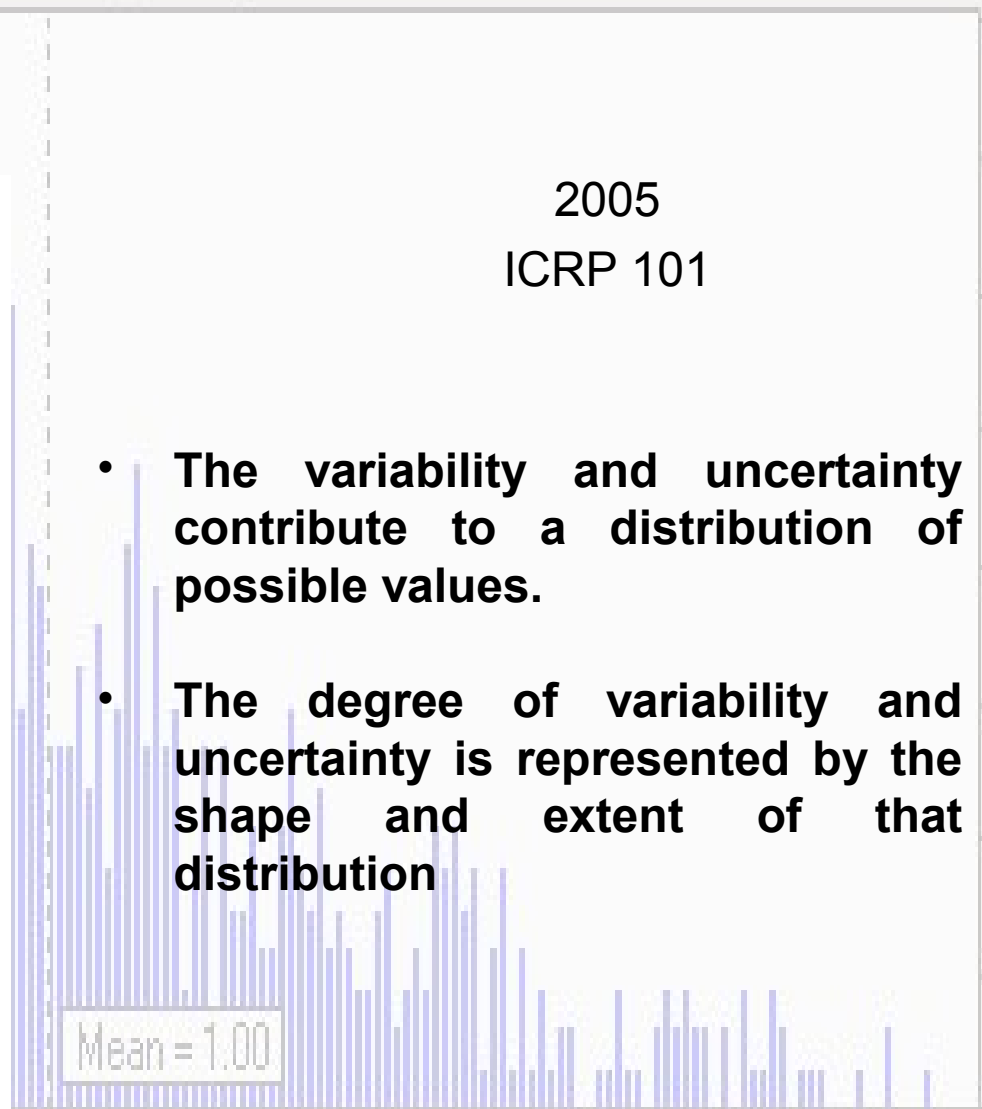 2005
ICRP 101
• The variability and uncertainty
contribute to a distribution of
possible values.
• The degree of variability and
uncertainty is represented by the
shape and extent of that
distribution
Mean = 1.00